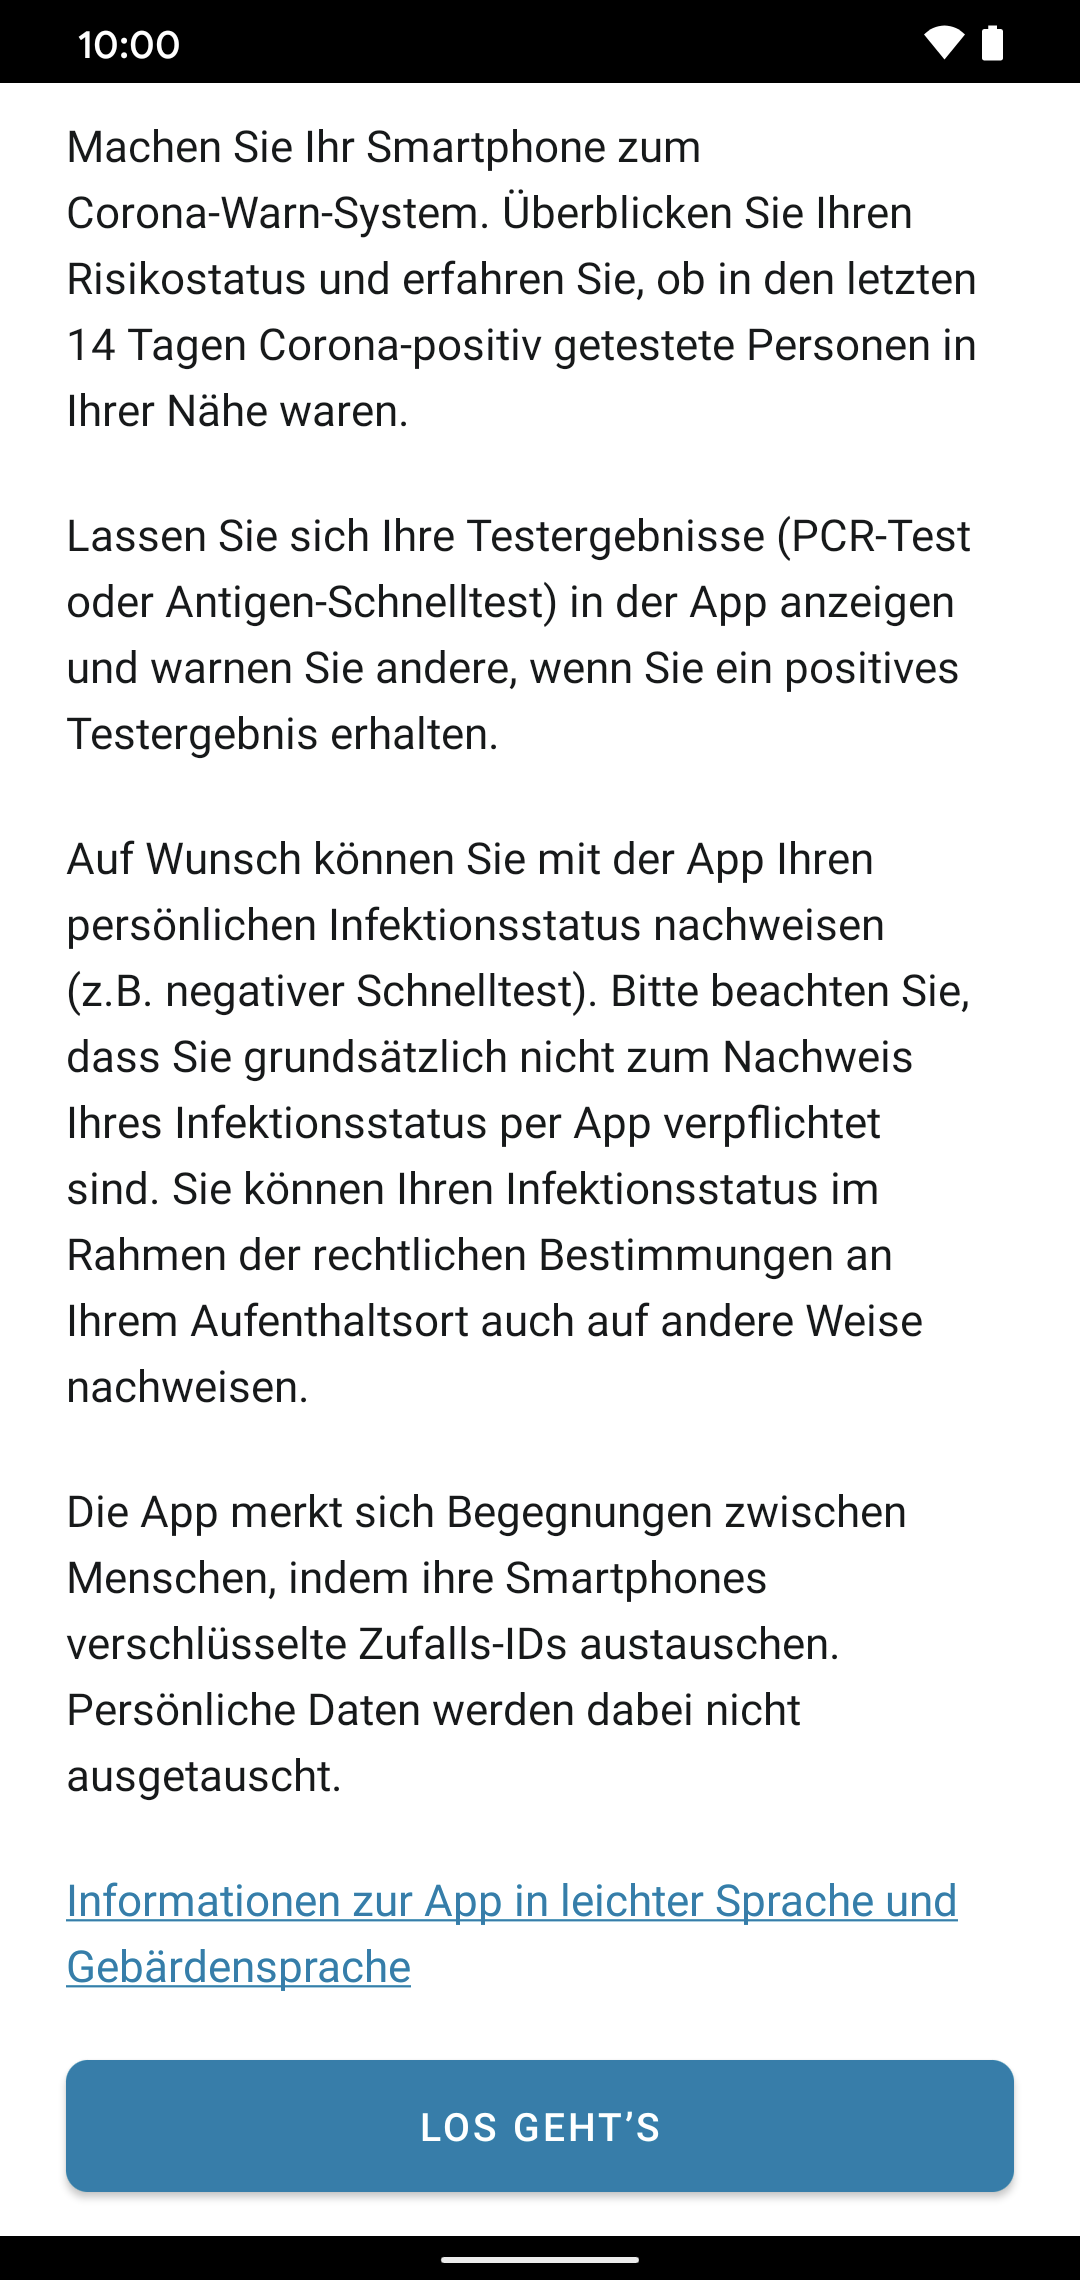 10:00
Machen Sie Ihr Smartphone zum
Corona-Warn-System. Überblicken Sie Ihren
Risikostatus und erfahren Sie, ob in den letzten
14 Tagen Corona-positiv getestete Personen in
Ihrer Nähe waren.
Lassen Sie sich Ihre Testergebnisse (PCR-Test
oder Antigen-Schnelltest) in der App anzeigen
und warnen Sie andere, wenn Sie ein positives
Testergebnis erhalten.
Auf Wunsch können Sie mit der App Ihren
persönlichen Infektionsstatus nachweisen
(z.B. negativer Schnelltest). Bitte beachten Sie,
dass Sie grundsätzlich nicht zum Nachweis
Ihres Infektionsstatus per App verpflichtet
sind. Sie können Ihren Infektionsstatus im
Rahmen der rechtlichen Bestimmungen an
Ihrem Aufenthaltsort auch auf andere Weise
nachweisen.
Die App merkt sich Begegnungen zwischen
Menschen, indem ihre Smartphones
verschlüsselte Zufalls-IDs austauschen.
Persönliche Daten werden dabei nicht
ausgetauscht.
Informationen zur App in leichter Sprache und
Gebärdensprache
LOS GEHT’S